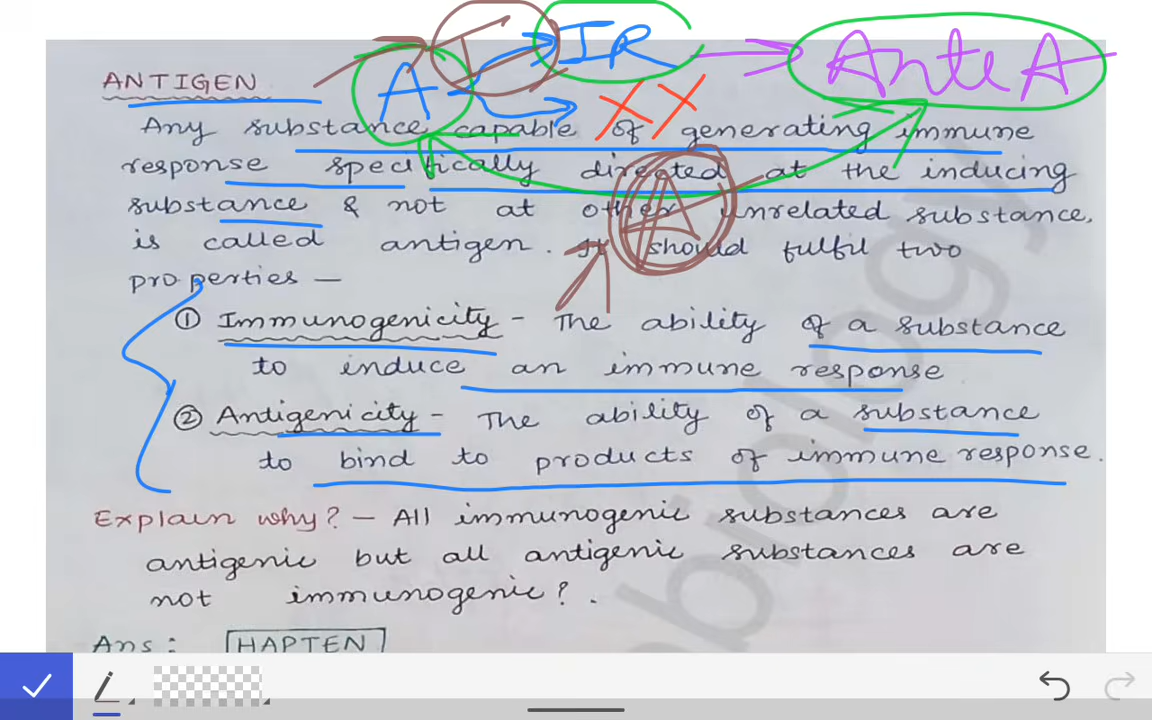 I IR → Ante A
A → XX
ANTIGEN
Any substance capable of generating immune
response specifically directed at the inducing
substance & not at other unrelated substance,
is called antigen. It should fulfil two
properties —
A
① Immunogenicity - The ability of a substance
to induce an immune response
② Antigenicity - The ability of a substance
to bind to products of immune response.
Explain why? - All immunogenic substances are
antigenic but all antigenic substances are
not immunogenic?.
Ans: HAPTEN